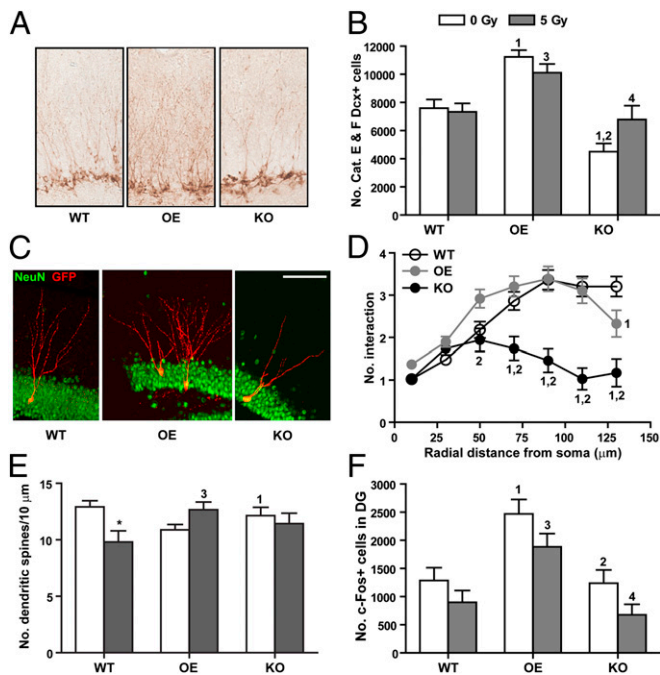 A
WT
OE
KO
B
0 Gy
5 Gy
No. Cat. E & F Dcx+ cells
12000
10000
8000
6000
4000
2000
0
1
3
1,2
4
WT
OE
KO
C
NeuN GFP
WT
OE
KO
D
WT
OE
KO
No. interaction
4
3
2
1
0
25
50
75
100
125
150
Radial distance from soma (μm)
2
1,2
1,2
1,2
1,2
1
E
No. dendritic spines/10 μm
15
10
5
0
*
3
1
WT
OE
KO
F
No. c-Fos+ cells in DG
3000
2500
2000
1500
1000
500
0
1
3
2
4
WT
OE
KO